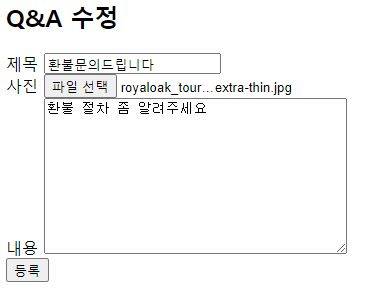 Q&A 수정
제목 환불문의드립니다
사진 파일 선택 royaloak_tour…extra-thin.jpg
환불 절차 좀 알려주세요
내용
등록